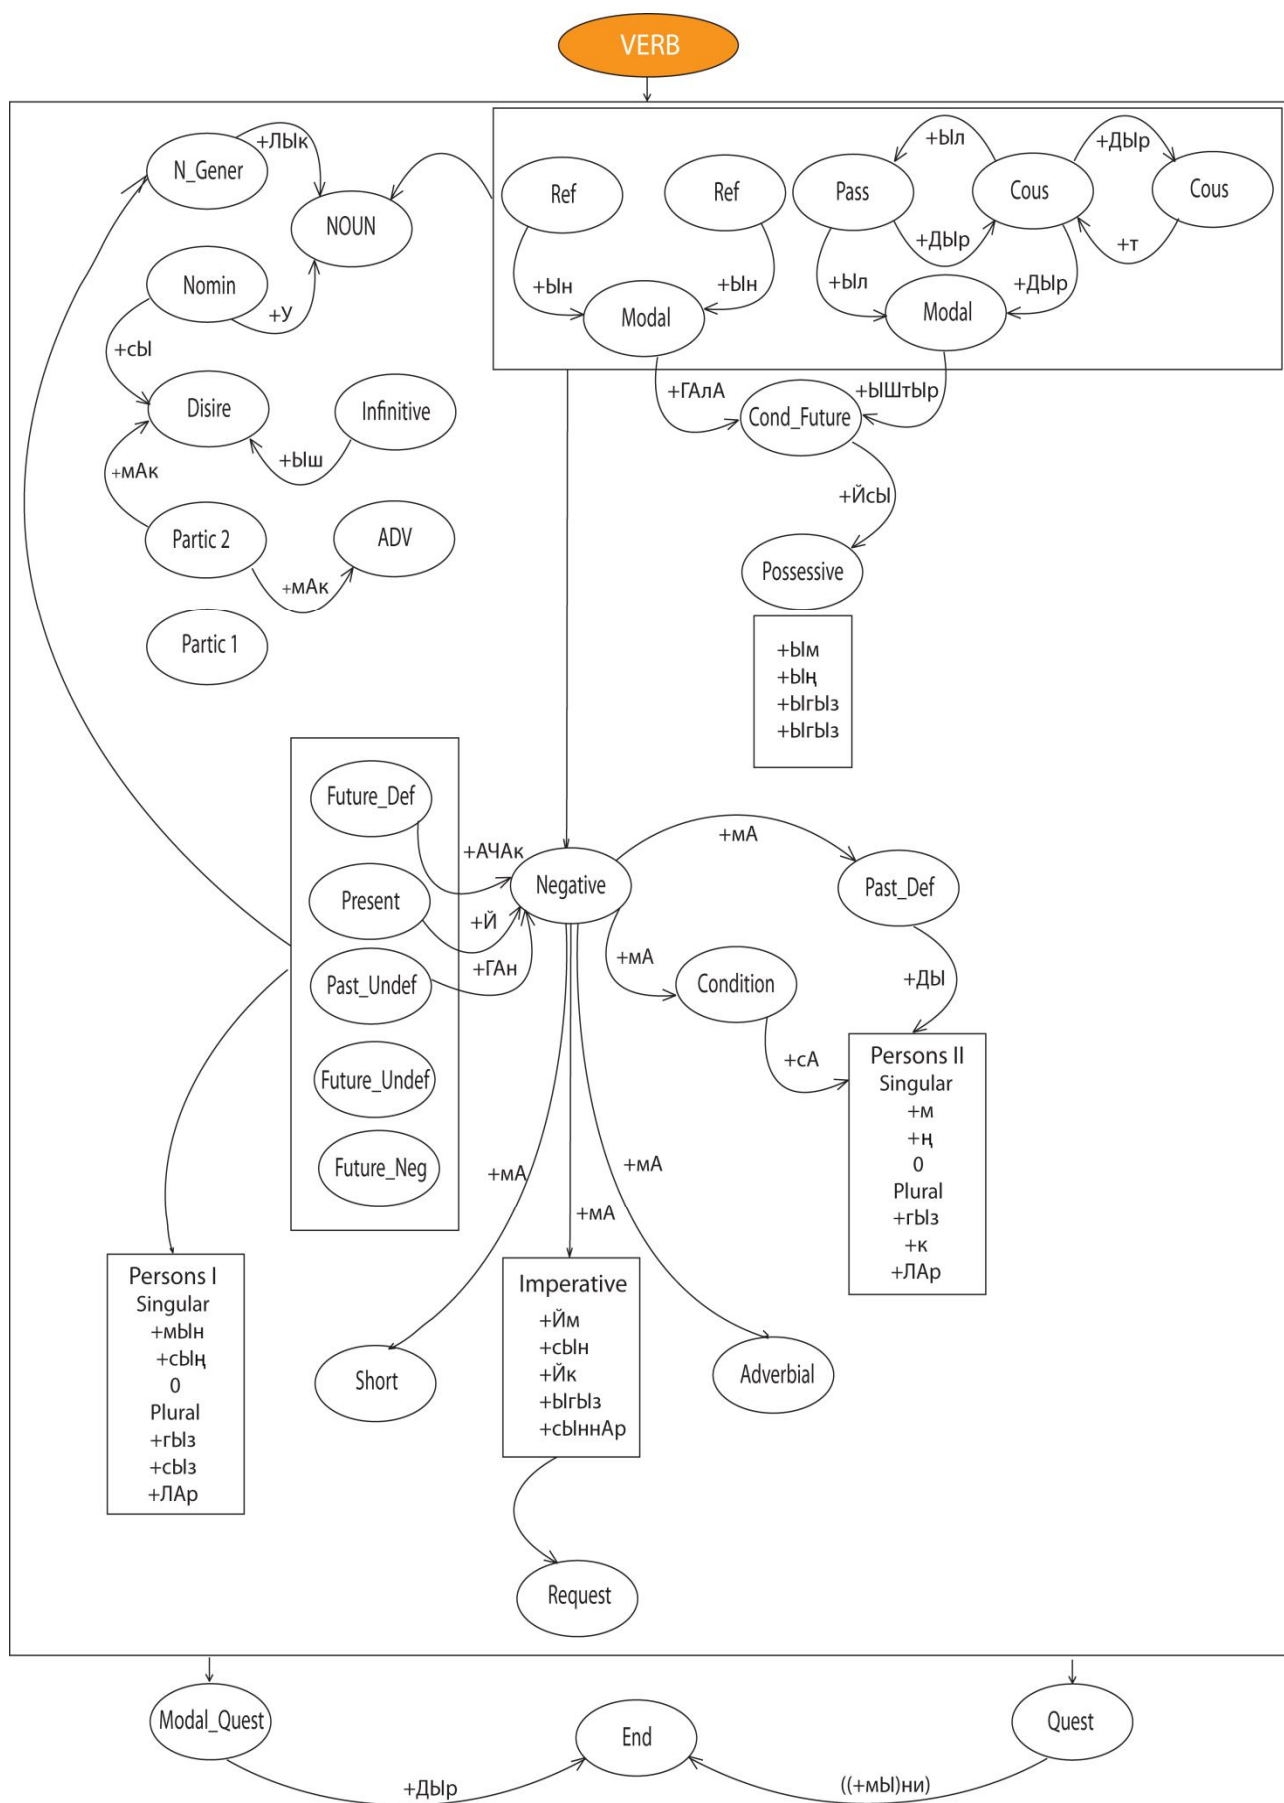 VERB
N_Gener
+ЛЫк
NOUN
Nomin
+У
+сЫ
Disire
Infinitive
+Ыш
+мАк
Partic 2
ADV
+мАк
Partic 1
Ref
Ref
+Ын
+Ын
Modal
Pass
+Ыл
Cous
+ДЫр
Cous
+ДЫр
+т
+Ыл
+ДЫр
Modal
+ГАлА
+ЫШтЫр
Cond_Future
+ЙсЫ
Possessive
+Ым
+Ың
+ЫгЫз
+ЫгЫз
Future_Def
+АЧАк
Present
+Й
Past_Undef
+ГАн
Future_Undef
Future_Neg
Negative
+мА
Past_Def
+мА
Condition
+ДЫ
+сА
Persons II
Singular
+м
+ң
0
Plural
+гЫз
+к
+ЛАр
+мА
+мА
+мА
Persons I
Singular
+мЫн
+сЫң
0
Plural
+гЫз
+сЫз
+ЛАр
Short
Imperative
+Йм
+сЫн
+Йк
+ЫгЫз
+сЫннАр
Adverbial
Request
Modal_Quest
End
Quest
+ДЫр
((+мЫ)ни)